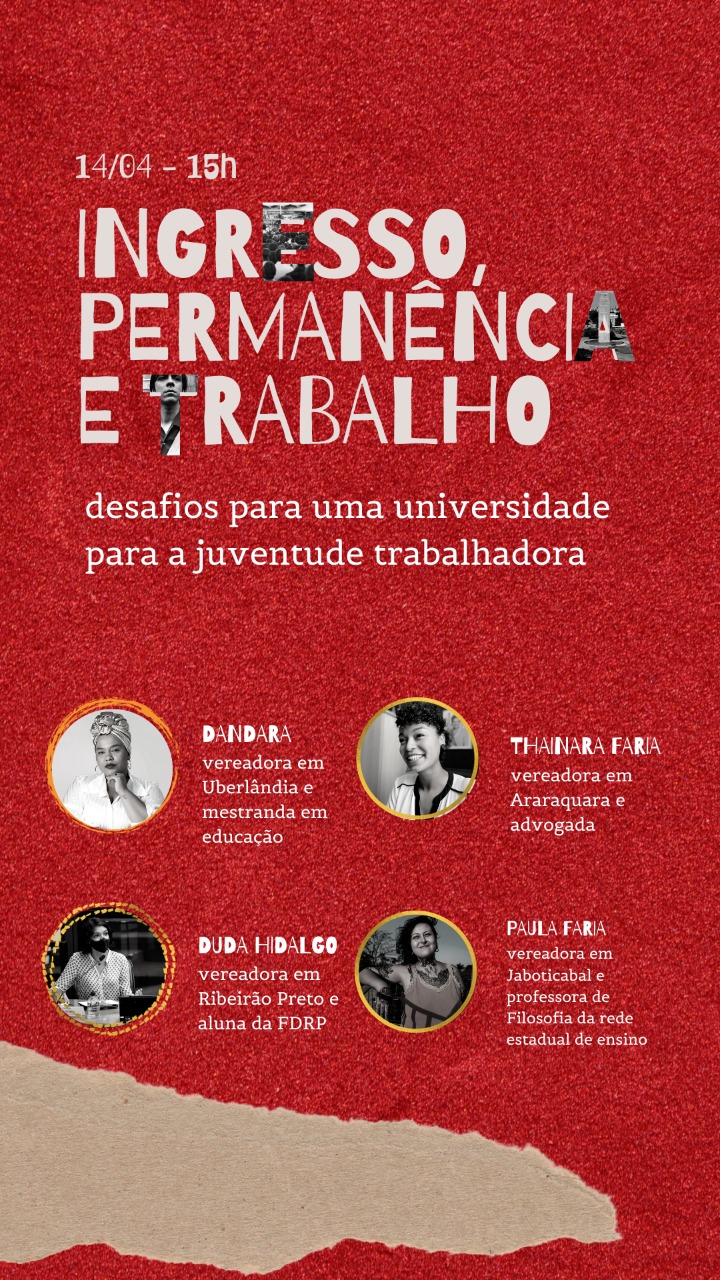 14/04 - 15h
INGRESSO,
PERMANÊNCIA
E TRABALHO
desafios para uma universidade
para a juventude trabalhadora
DANDARA
vereadora em
Uberlândia e
mestranda em
educação
THAINARA FARIA
vereadora em
Araraquara e
advogada
DUDA HIDALGO
vereadora em
Ribeirão Preto e
aluna da FDRP
PAULA FARIA
vereadora em
Jaboticabal e
professora de
Filosofia da rede
estadual de ensino